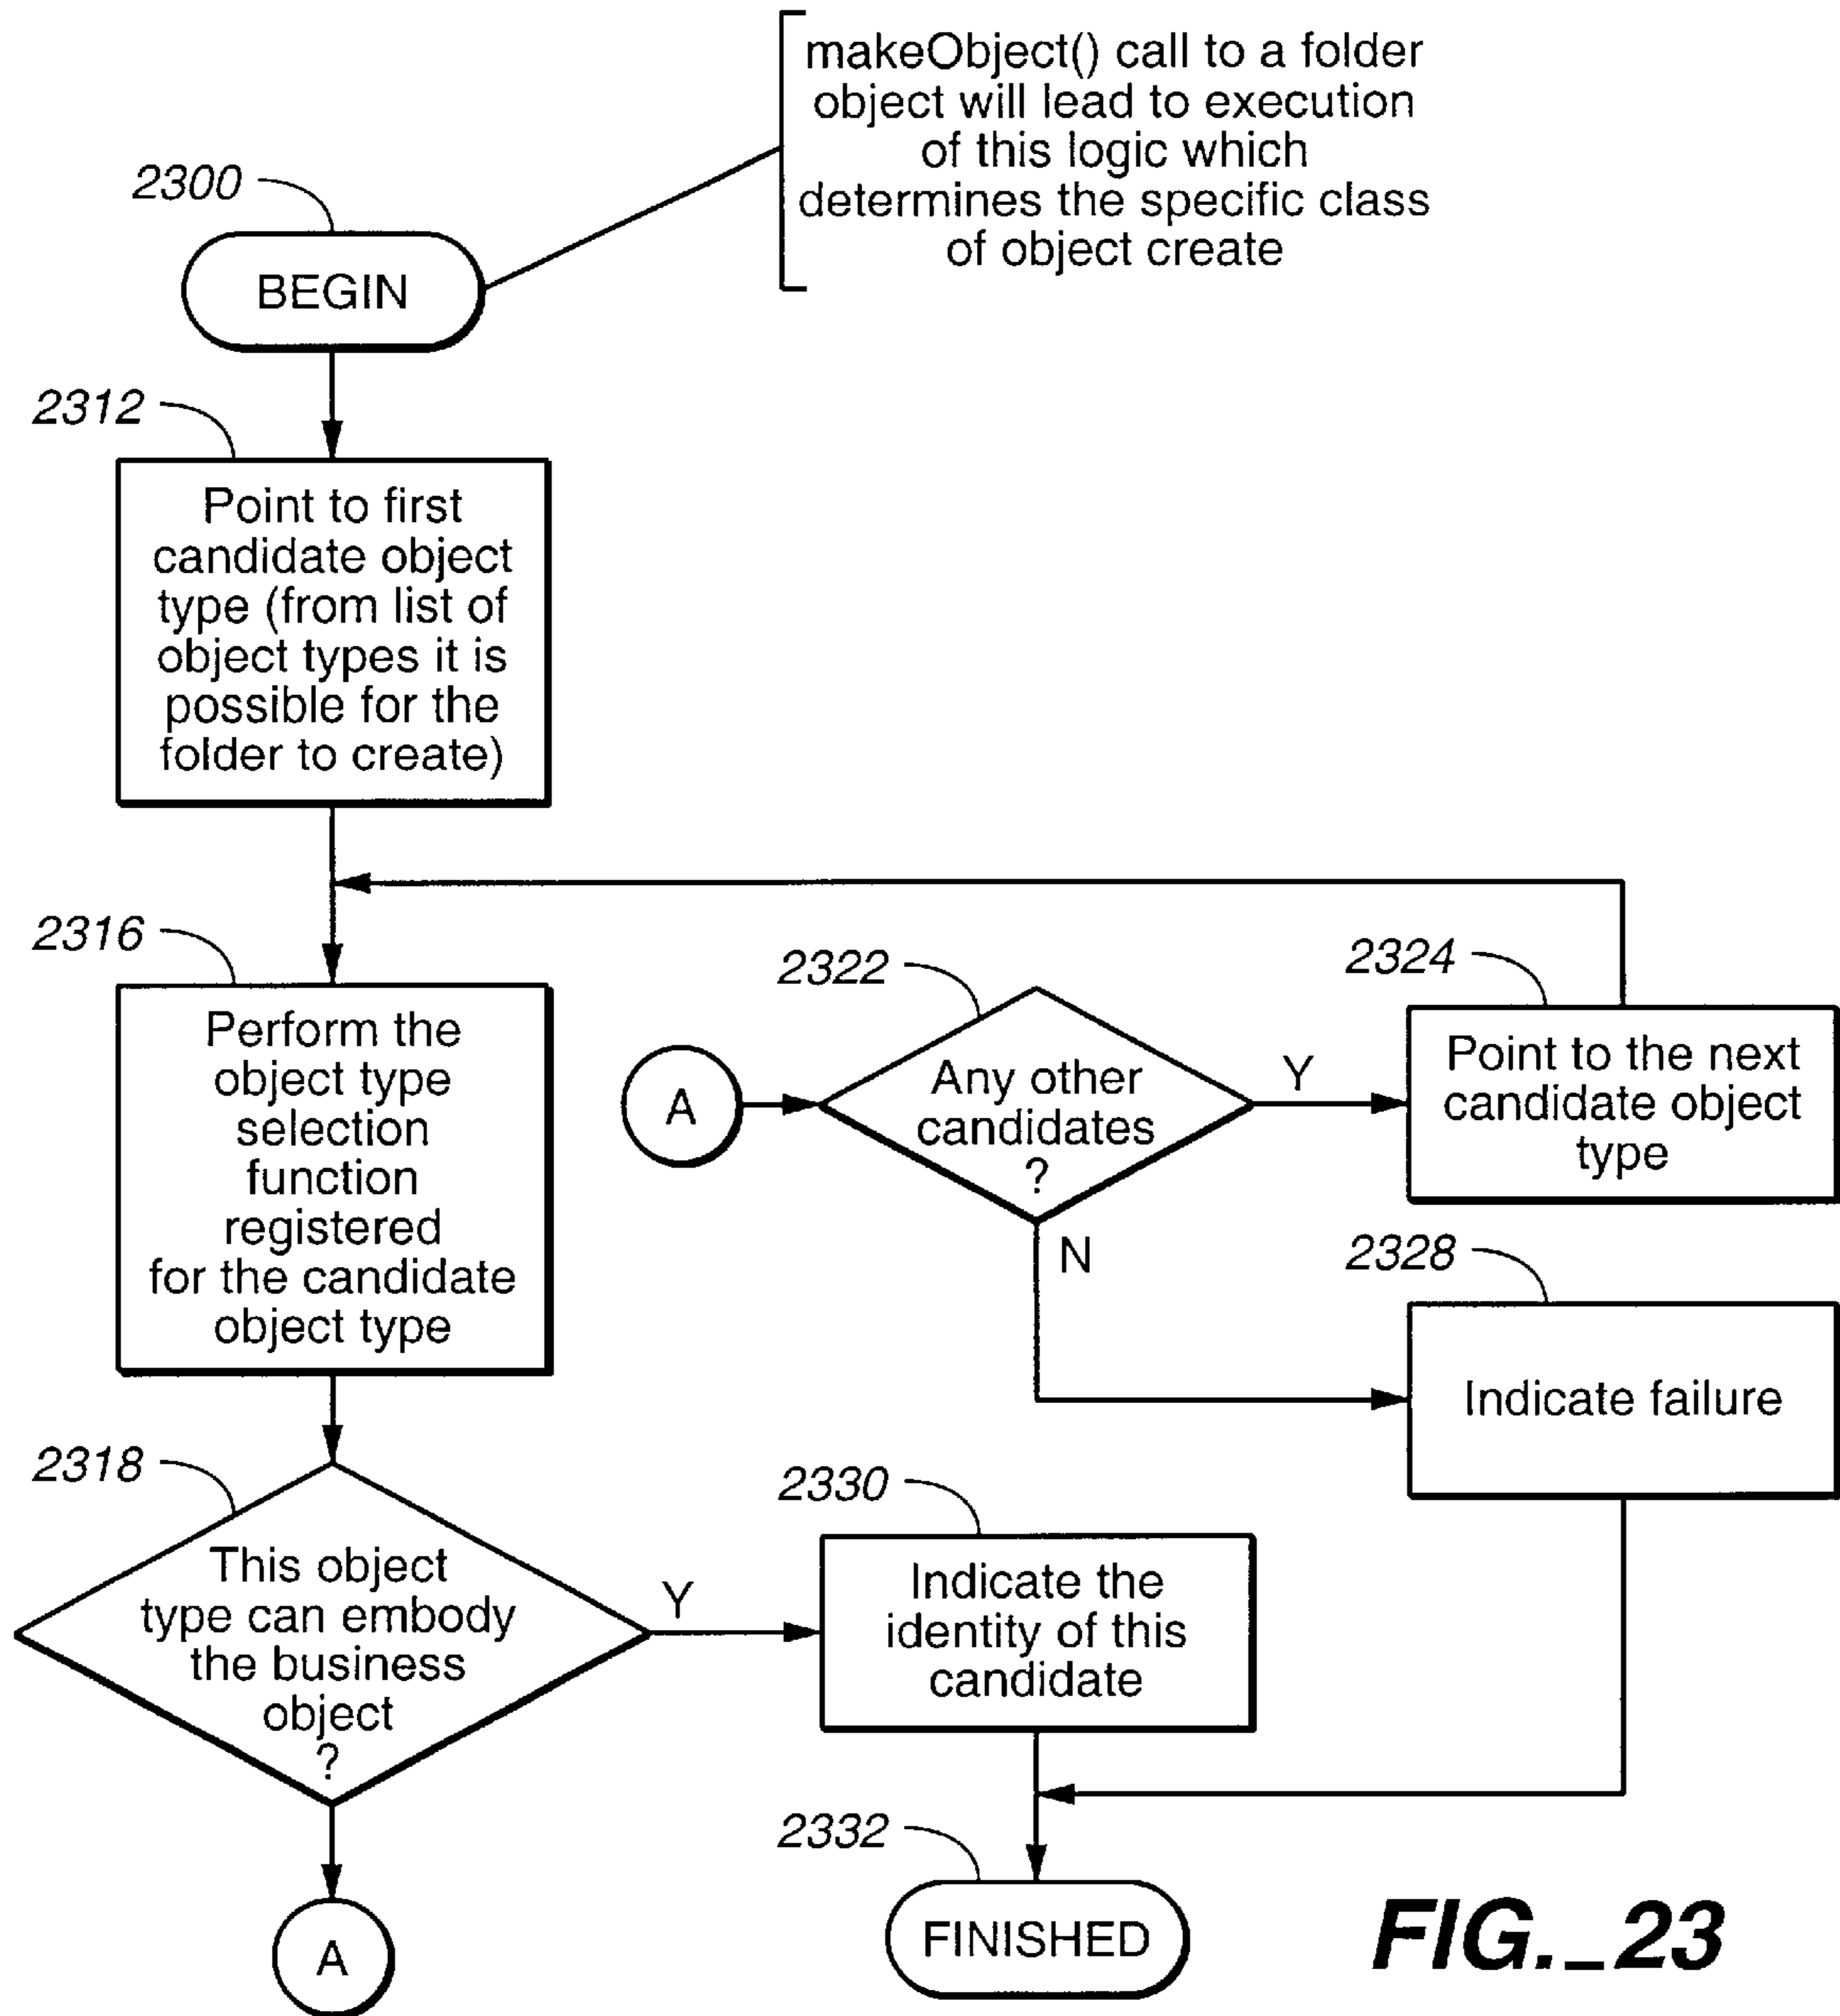 makeObject() call to a folder
object will lead to execution
of this logic which
determines the specific class
of object create
2300
BEGIN
2312
Point to first
candidate object
type (from list of
object types it is
possible for the
folder to create)
2316
Perform the
object type
selection
function
registered
for the candidate
object type
2322
A
Any other
candidates
?
Y
N
2324
Point to the next
candidate object
type
2328
Indicate failure
2318
This object
type can embody
the business
object
?
Y
A
2330
Indicate the
identity of this
candidate
2332
FINISHED
FIG._23